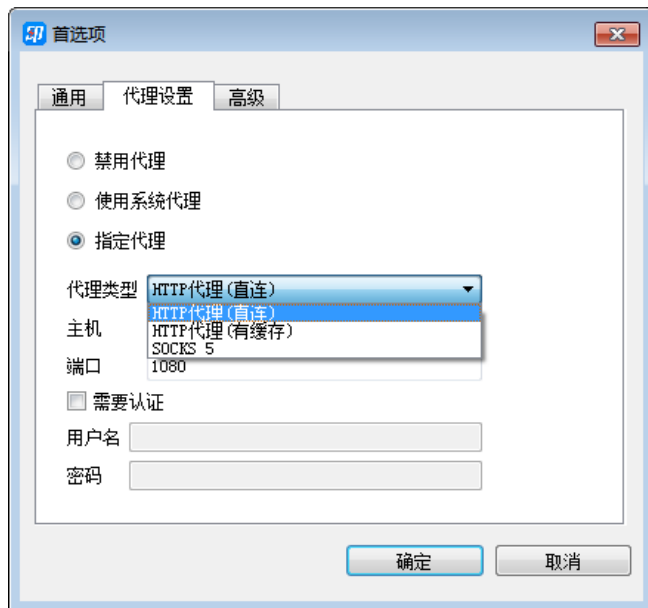 印 首选项
通用 代理设置 高级
禁用代理
使用系统代理
指定代理
代理类型 HTTP代理(直连)
HTTP代理(直连)
主机 HTTP代理(有缓存)
SOCKS 5
端口 1080
需要认证
用户名
密码
确定 取消